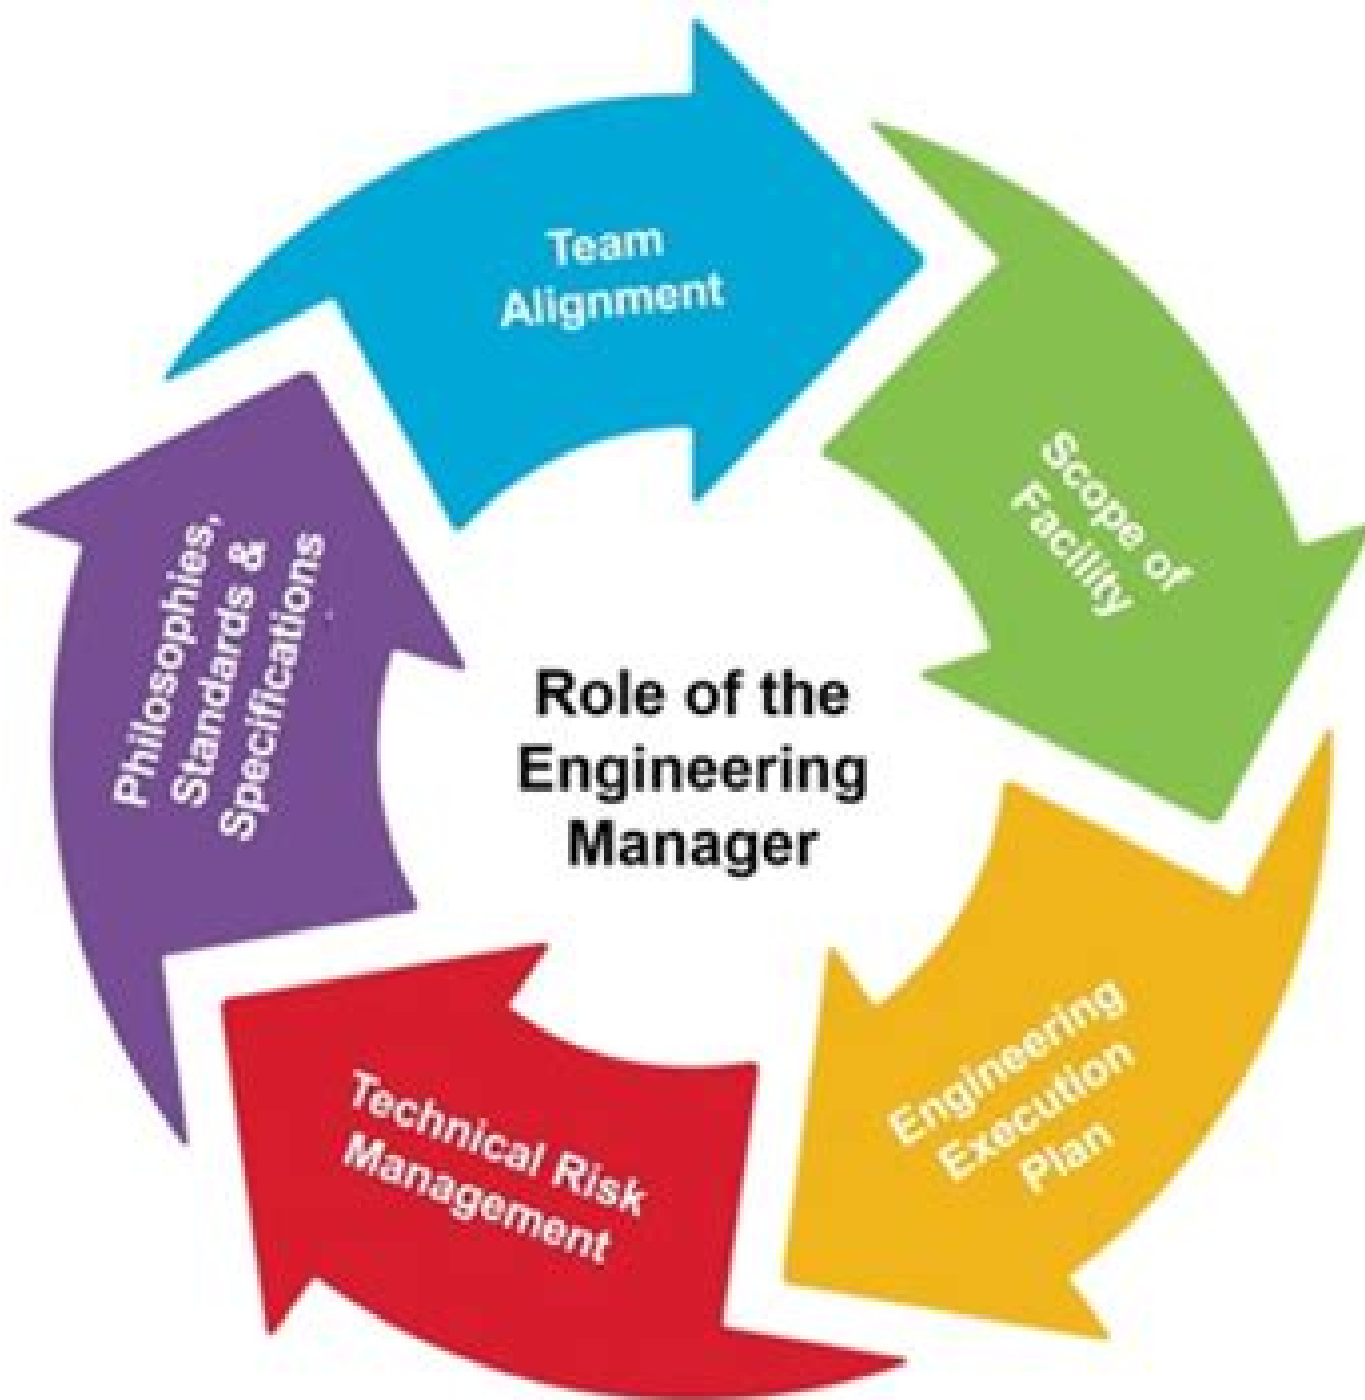 Team
Alignment
Scope of
Facility
Engineering
Execution
Plan
Technical Risk
Management
Philosophies,
Standards &
Specifications
Role of the
Engineering
Manager